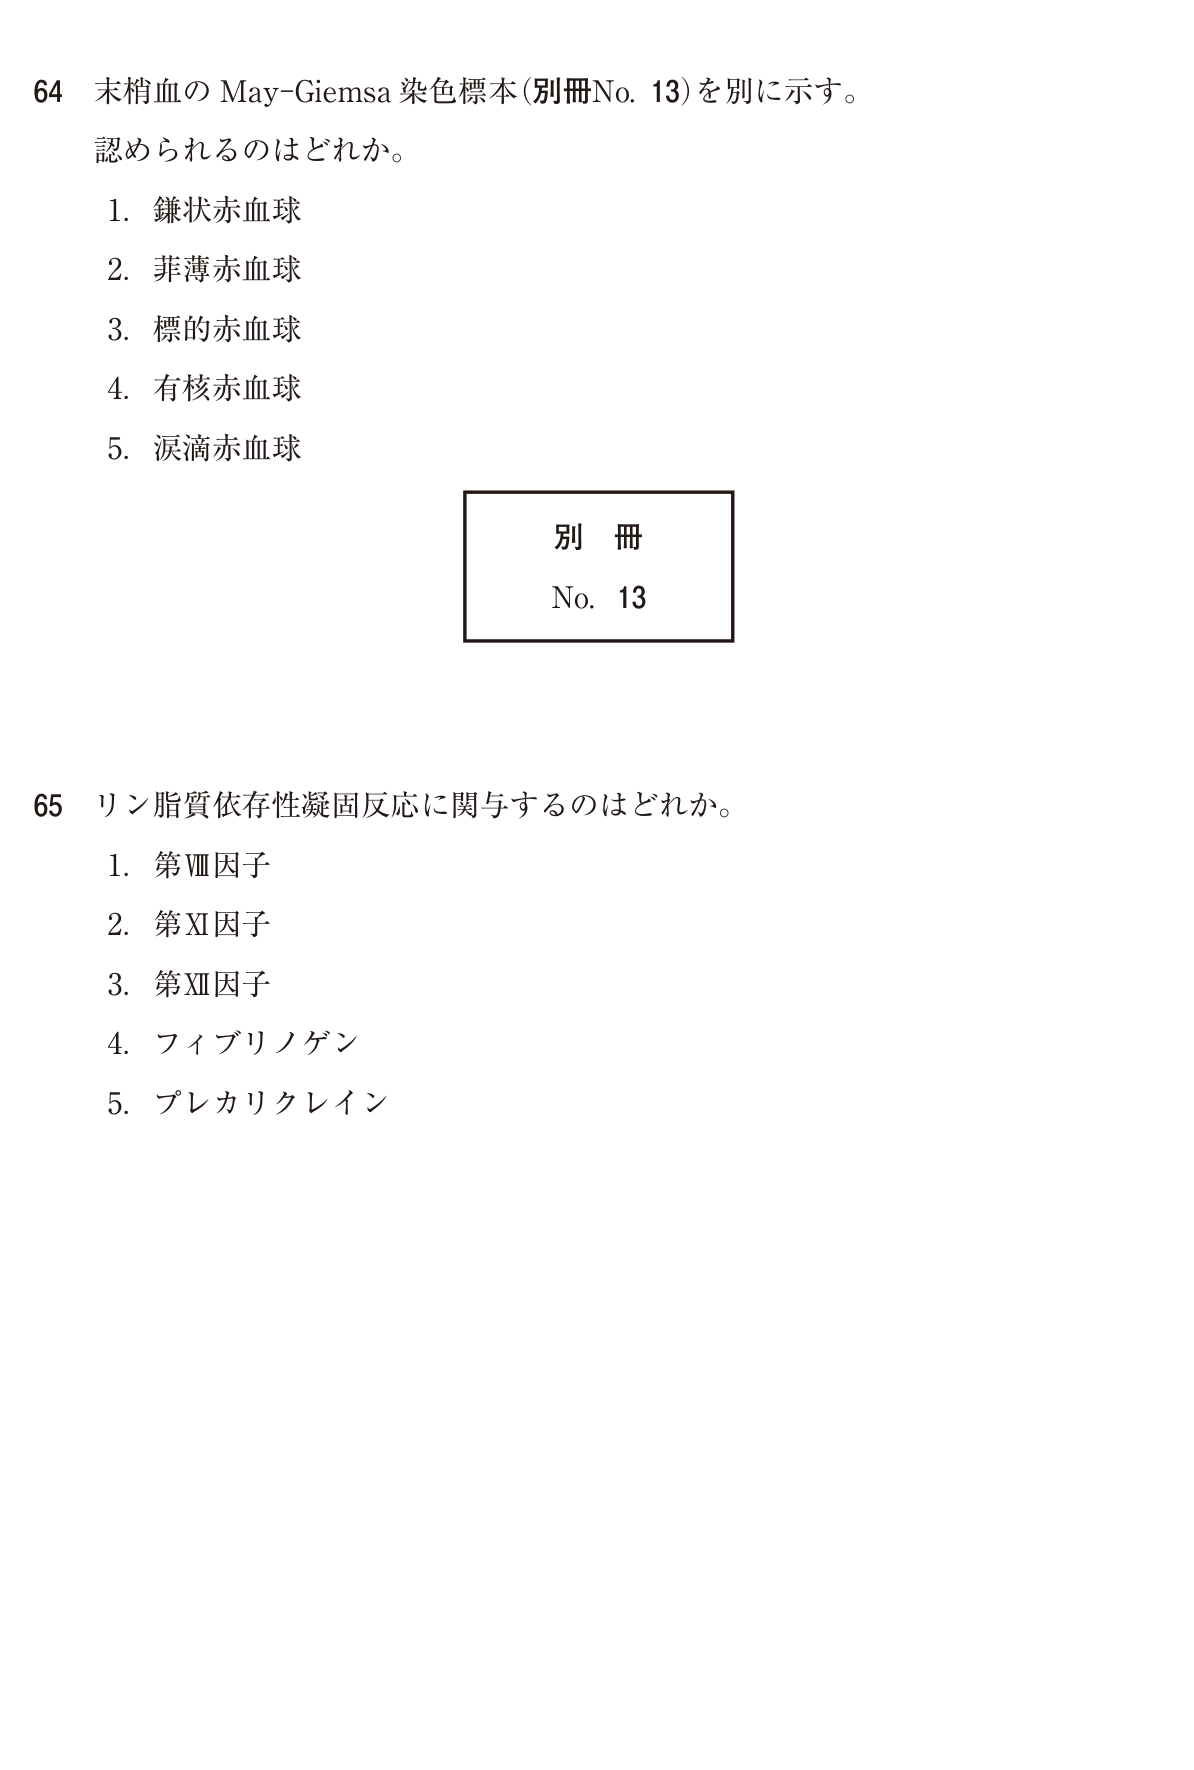 64 末梢血の May-Giemsa 染色標本(別冊No. 13)を別に示す。
認められるのはどれか。
1. 鎌状赤血球
2. 菲薄赤血球
3. 標的赤血球
4. 有核赤血球
5. 涙滴赤血球
別 冊
No. 13
65 リン脂質依存性凝固反応に関与するのはどれか。
1. 第Ⅷ因子
2. 第Ⅺ因子
3. 第Ⅻ因子
4. フィブリノゲン
5. プレカリクレイン